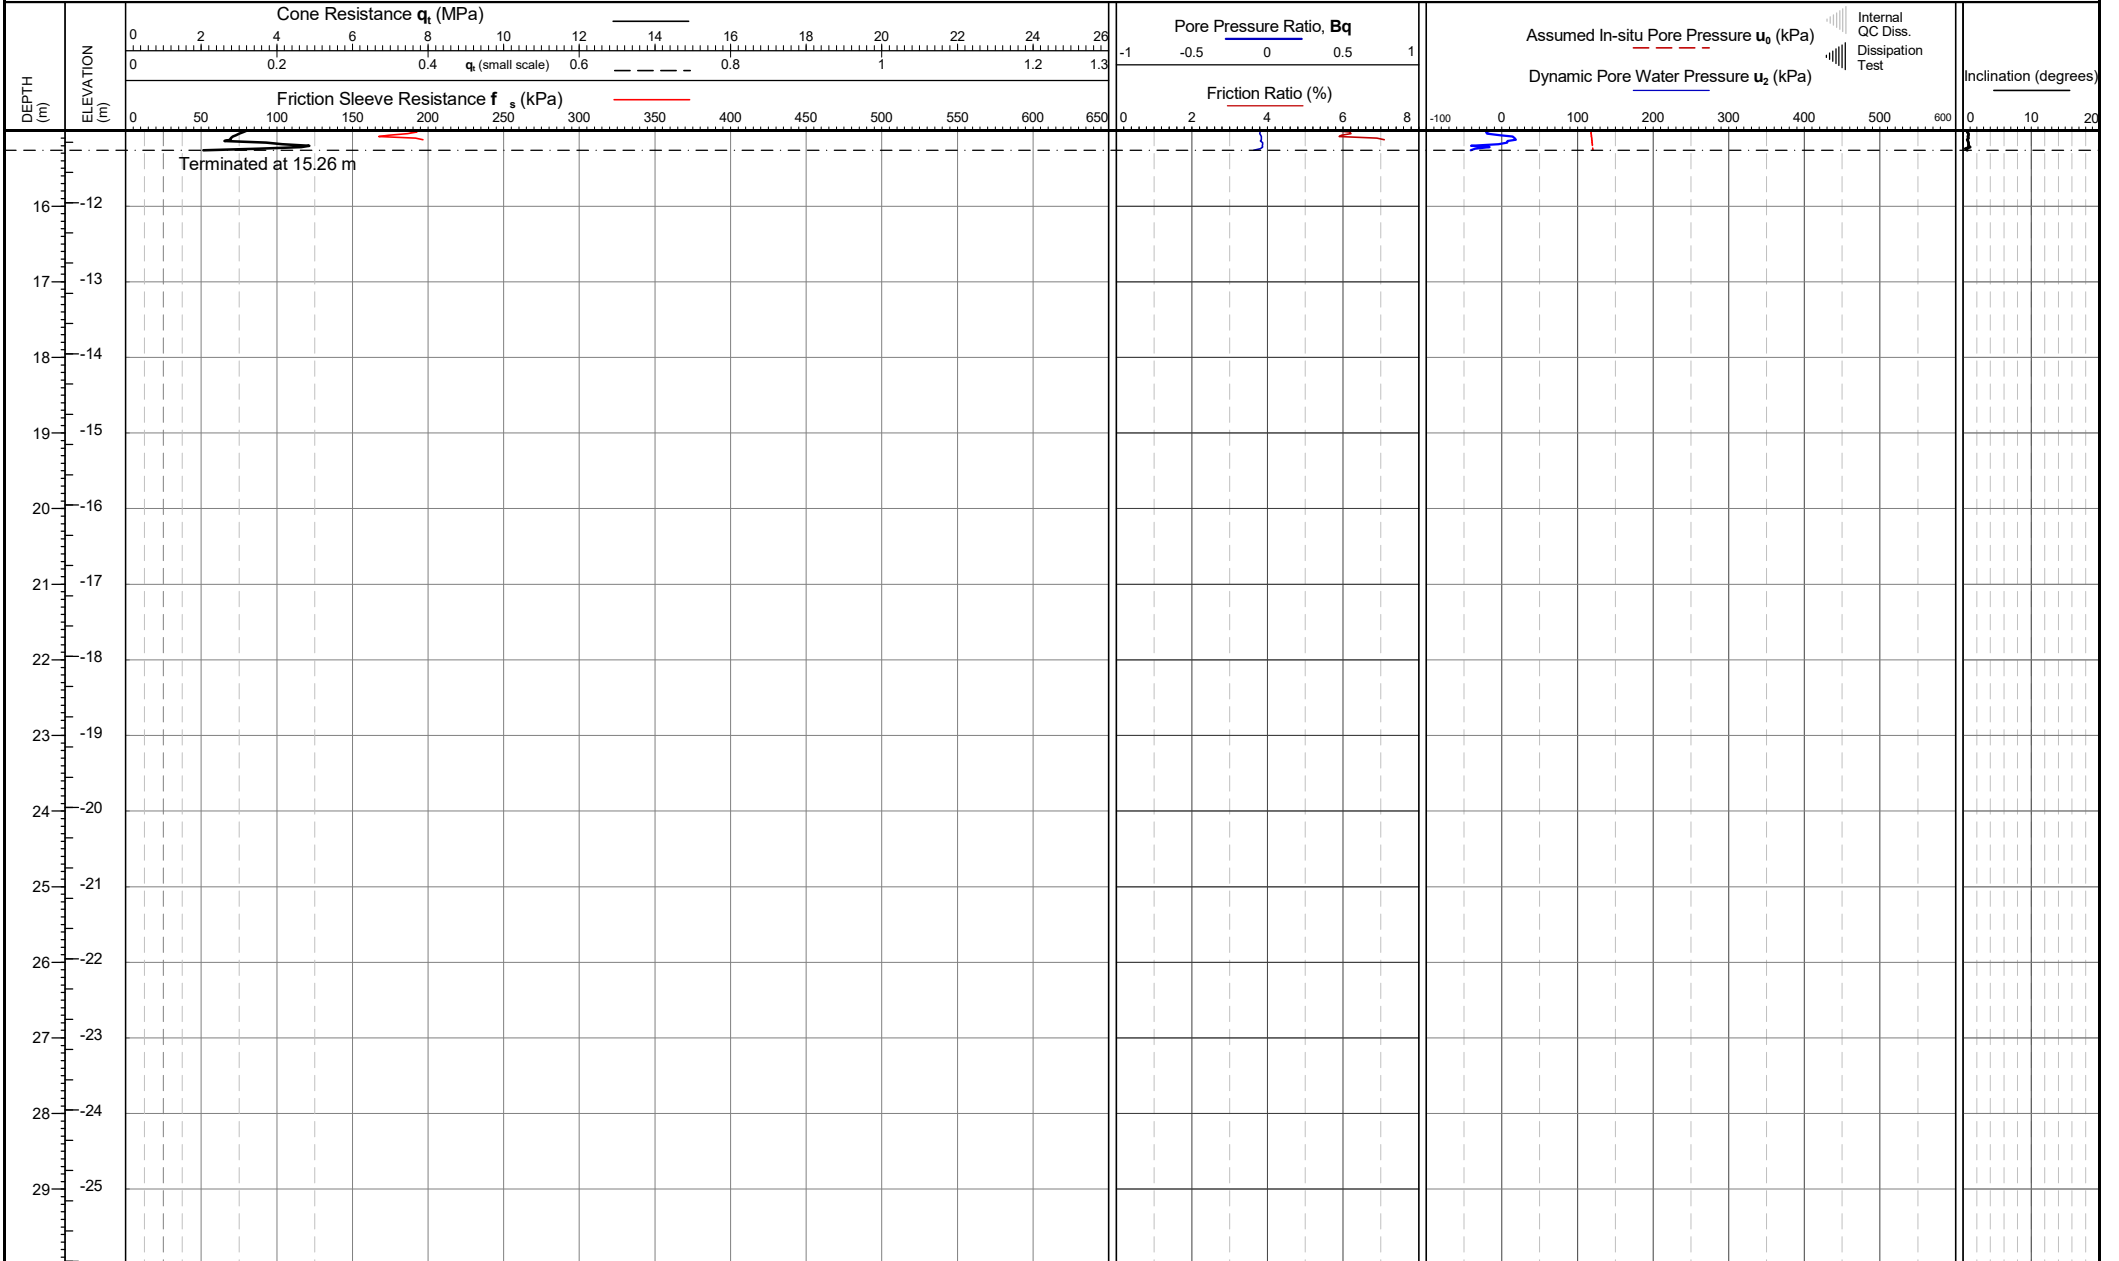 DEPTH
(m)
ELEVATION
(m)
Cone Resistance qt (MPa)
0 2 4 6 8 10 12 14 16 18 20 22 24 26
0 0.2 0.4 qt (small scale) 0.6 0.8 1 1.2 1.3
Friction Sleeve Resistance f s (kPa)
0 50 100 150 200 250 300 350 400 450 500 550 600 650
Pore Pressure Ratio, Bq
-1 -0.5 0 0.5 1
Friction Ratio (%)
0 2 4 6 8
Assumed In-situ Pore Pressure u0 (kPa)
Dynamic Pore Water Pressure u2 (kPa)
-100 0 100 200 300 400 500 600
Internal
QC Diss.
Dissipation
Test
Inclination (degrees)
0 10 20
Terminated at 15.26 m
16 -12
17 -13
18 -14
19 -15
20 -16
21 -17
22 -18
23 -19
24 -20
25 -21
26 -22
27 -23
28 -24
29 -25